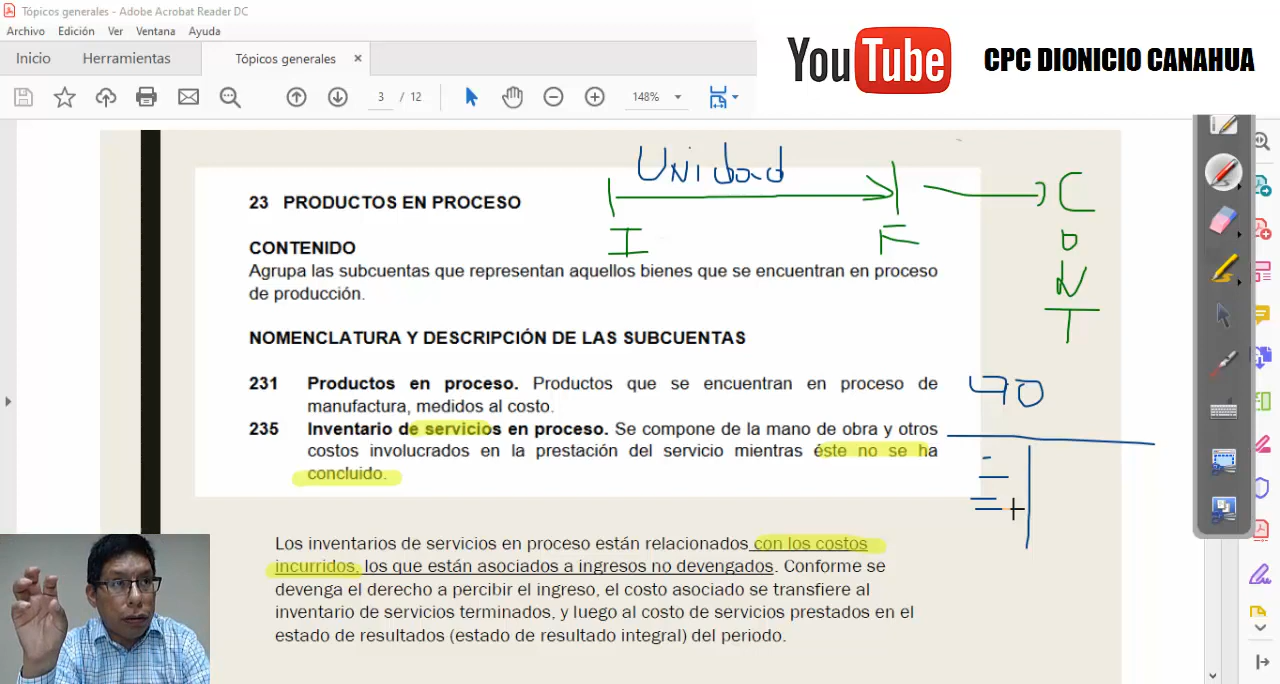 Tópicos generales - Adobe Acrobat Reader DC
Archivo Edición Ver Ventana Ayuda
Inicio Herramientas Tópicos generales ×
YouTube CPC DIONICIO CANAHUA
3 / 12 148%
Unidad
I F
C
O
N
T
23 PRODUCTOS EN PROCESO
CONTENIDO
Agrupa las subcuentas que representan aquellos bienes que se encuentran en proceso
de producción.
NOMENCLATURA Y DESCRIPCIÓN DE LAS SUBCUENTAS
231 Productos en proceso. Productos que se encuentran en proceso de
manufactura, medidos al costo.
235 Inventario de servicios en proceso. Se compone de la mano de obra y otros
costos involucrados en la prestación del servicio mientras éste no se ha
concluido.
Los inventarios de servicios en proceso están relacionados con los costos
incurridos, los que están asociados a ingresos no devengados. Conforme se
devenga el derecho a percibir el ingreso, el costo asociado se transfiere al
inventario de servicios terminados, y luego al costo de servicios prestados en el
estado de resultados (estado de resultado integral) del periodo.